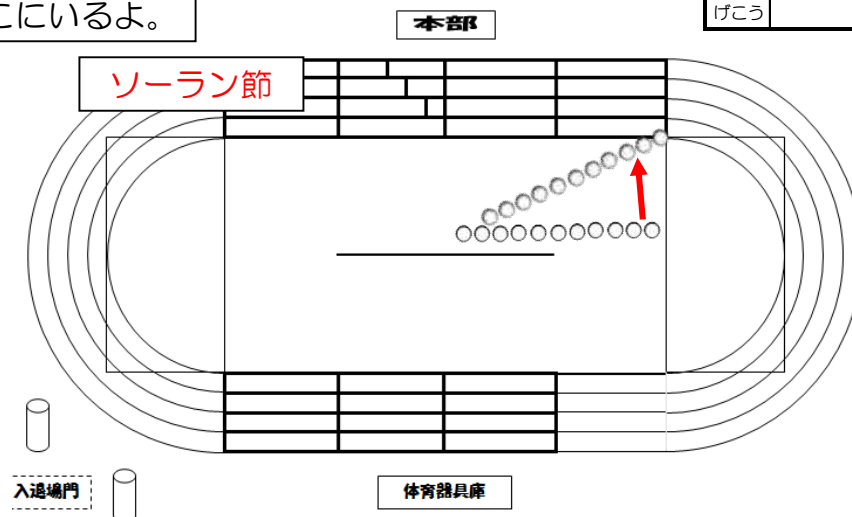 こにいるよ。
本部
げこう
ソーラン節
入退場門
体育器具庫